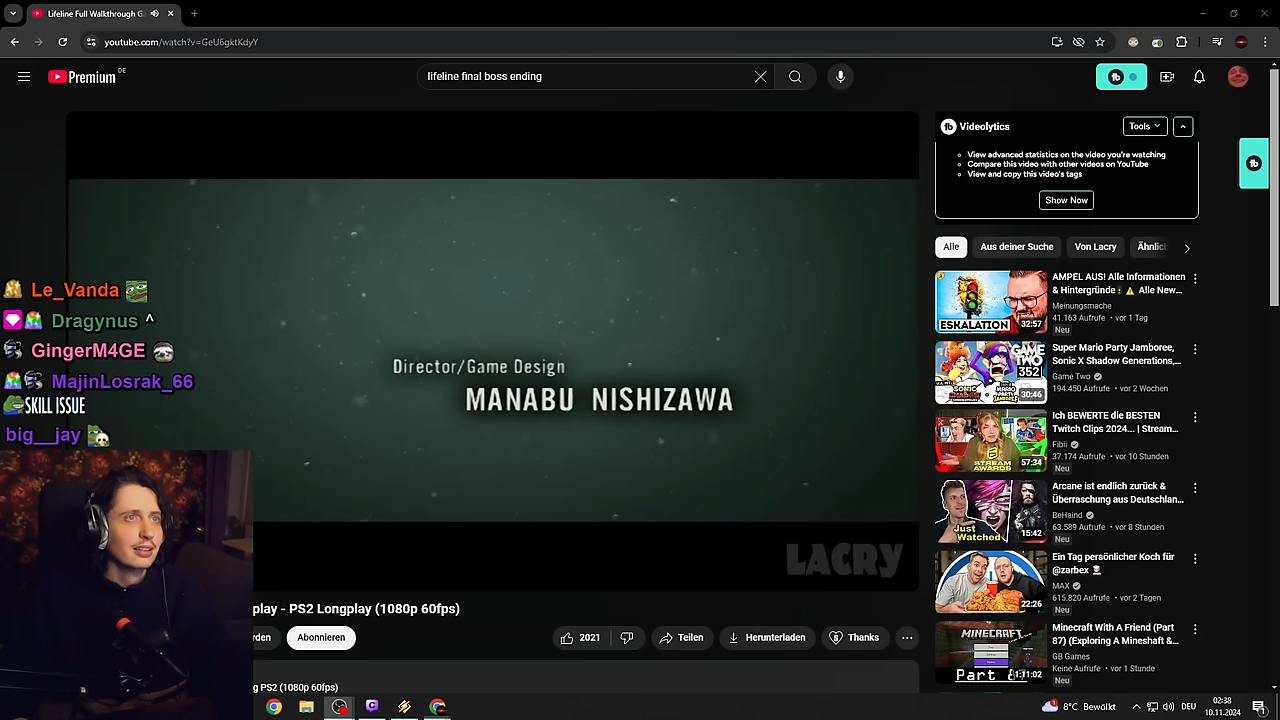 Lifeline Full Walkthrough G
youtube.com/watch?v=GeU6gktKdyY
Premium DE
lifeline final boss ending
Videolytics
Tools
View advanced statistics on the video you're watching
Compare this video with other videos on YouTube
View and copy this video's tags
Show Now
Alle
Aus deiner Suche
Von Lacry
Ähnlic
AMPEL AUS! Alle Informationen
& Hintergründe ⚠ Alle New...
Meinungsmache
41.163 Aufrufe • vor 1 Tag
Neu
ESKALATION
32:57
Super Mario Party Jamboree,
Sonic X Shadow Generations,...
Game Two
194.450 Aufrufe • vor 2 Wochen
GAME TWO
352
30:46
Ich BEWERTE die BESTEN
Twitch Clips 2024... | Stream...
Fibii
37.174 Aufrufe • vor 10 Stunden
Neu
STREAM AWARDS
57:34
Arcane ist endlich zurück &
Überraschung aus Deutschlan...
BeHaind
63.589 Aufrufe • vor 8 Stunden
Neu
Just
Watched
15:42
Ein Tag persönlicher Koch für
@zarbex
MAX
615.820 Aufrufe • vor 2 Tagen
Neu
22:26
Minecraft With A Friend (Part
87) (Exploring A Mineshaft &...
GB Games
Keine Aufrufe • vor 1 Stunde
Neu
MINECRAFT
Part 8
1:11:02
Director/Game Design
MANABU NISHIZAWA
LACRY
Le_Vanda
Dragynus ^
GingerM4GE
MajinLosrak_66
SKILL ISSUE
big__jay
play - PS2 Longplay (1080p 60fps)
rden
Abonnieren
2021
Teilen
Herunterladen
Thanks
g PS2 (1080p 60fps)
8°C Bewölkt
DEU
02:38
10.11.2024